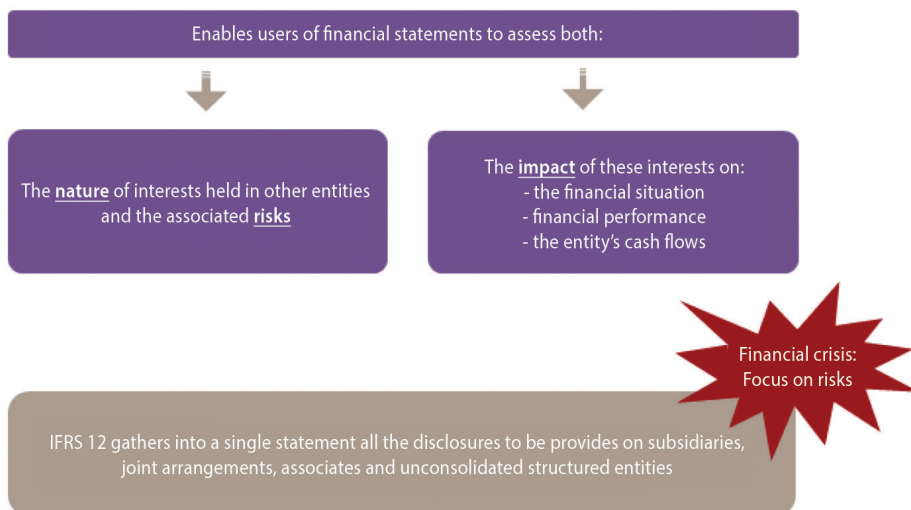 Enables users of financial statements to assess both:
The nature of interests held in other entities
and the associated risks
The impact of these interests on:
- the financial situation
- financial performance
- the entity's cash flows
Financial crisis:
Focus on risks
IFRS 12 gathers into a single statement all the disclosures to be provides on subsidiaries,
joint arrangements, associates and unconsolidated structured entities